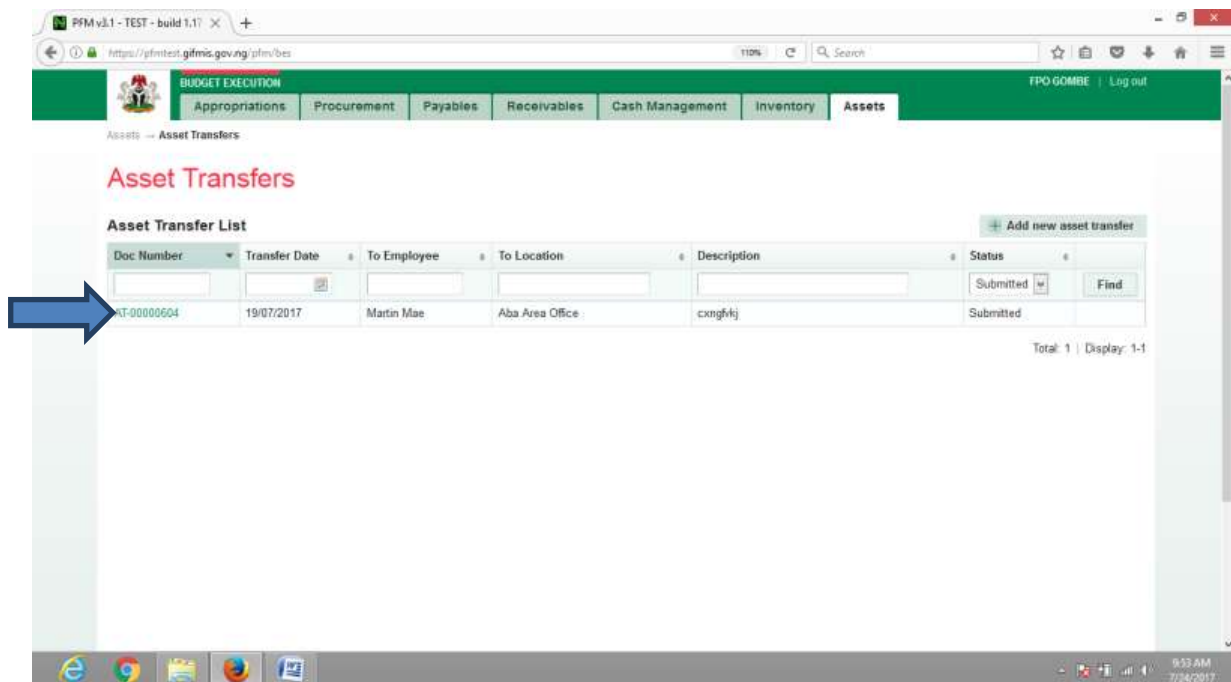 PFM v3.1 - TEST - build 1.17
https://pfmtest.gifmis.gov.ng/pfm/bes
110%
Search
BUDGET EXECUTION
FPO GOMBE | Log out
Appropriations Procurement Payables Receivables Cash Management Inventory Assets
Assets → Asset Transfers
Asset Transfers
Asset Transfer List
+ Add new asset transfer
Doc Number Transfer Date To Employee To Location Description Status
Submitted Find
AT-00000604 19/07/2017 Martin Mae Aba Area Office Submitted
Total: 1 | Display: 1-1
9:53 AM
7/24/2017